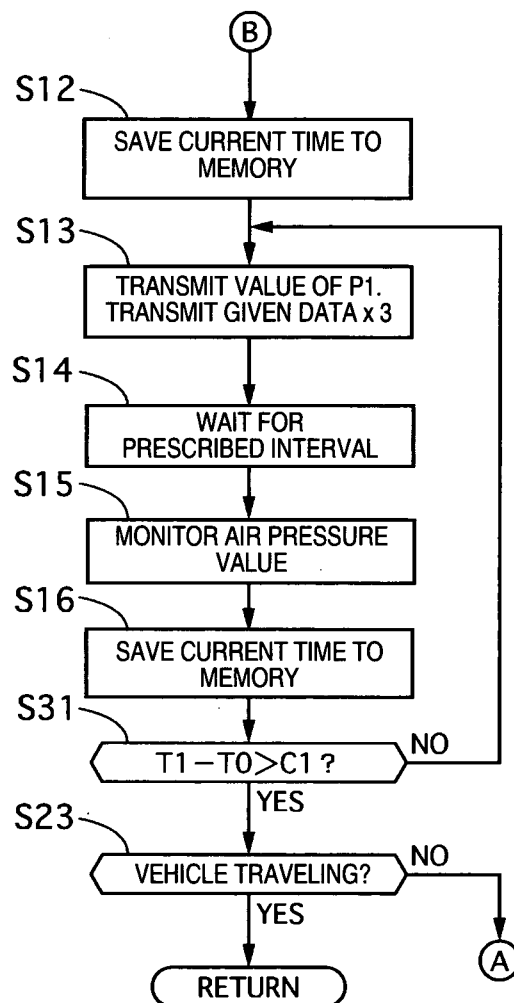 B
S12
SAVE CURRENT TIME TO
MEMORY
S13
TRANSMIT VALUE OF P1.
TRANSMIT GIVEN DATA x 3
S14
WAIT FOR
PRESCRIBED INTERVAL
S15
MONITOR AIR PRESSURE
VALUE
S16
SAVE CURRENT TIME TO
MEMORY
S31
T1-T0>C1?
NO
YES
S23
VEHICLE TRAVELING?
NO
YES
A
RETURN